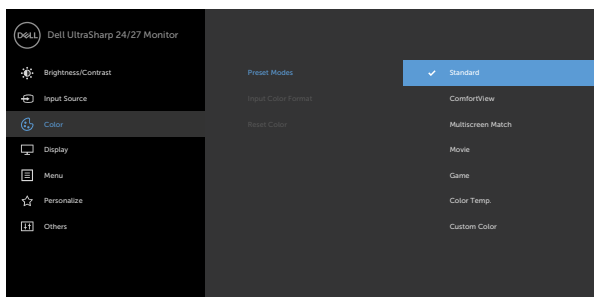 DELL Dell UltraSharp 24/27 Monitor
Brightness/Contrast Preset Modes Standard
Input Source Input Color Format ComfortView
Color Reset Color Multiscreen Match
Display Movie
Menu Game
Personalize Color Temp.
Others Custom Color